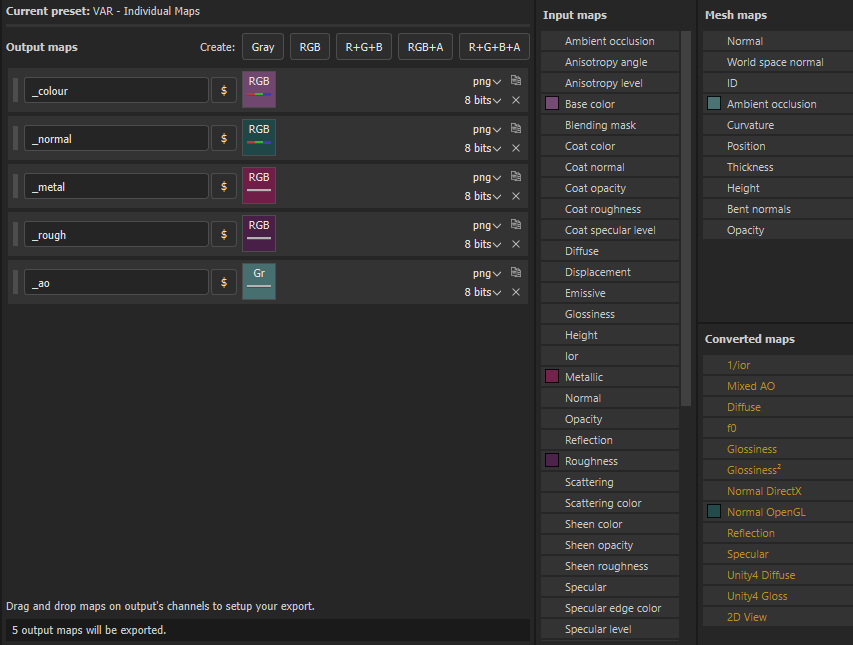 Current preset: VAR - Individual Maps
Output maps
Create:
Gray
RGB
R+G+B
RGB+A
R+G+B+A
_colour
$
RGB
png
8 bits
_normal
$
RGB
png
8 bits
_metal
$
RGB
png
8 bits
_rough
$
RGB
png
8 bits
_ao
$
Gr
png
8 bits
Drag and drop maps on output's channels to setup your export.
5 output maps will be exported.
Input maps
Ambient occlusion
Anisotropy angle
Anisotropy level
Base color
Blending mask
Coat color
Coat normal
Coat opacity
Coat roughness
Coat specular level
Diffuse
Displacement
Emissive
Glossiness
Height
Ior
Metallic
Normal
Opacity
Reflection
Roughness
Scattering
Scattering color
Sheen color
Sheen opacity
Sheen roughness
Specular
Specular edge color
Specular level
Mesh maps
Normal
World space normal
ID
Ambient occlusion
Curvature
Position
Thickness
Height
Bent normals
Opacity
Converted maps
1/ior
Mixed AO
Diffuse
f0
Glossiness
Glossiness²
Normal DirectX
Normal OpenGL
Reflection
Specular
Unity4 Diffuse
Unity4 Gloss
2D View